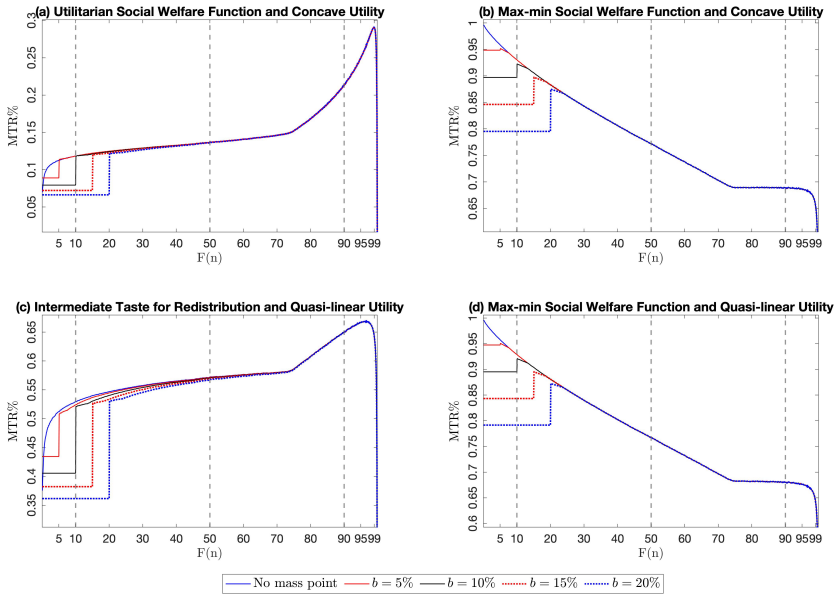 (a) Utilitarian Social Welfare Function and Concave Utility
MTR%
0.3
0.25
0.2
0.15
0.1
0.05
5 10 20 30 40 50 60 70 80 90 95 99
F(n)
(b) Max-min Social Welfare Function and Concave Utility
MTR%
1
0.95
0.9
0.85
0.8
0.75
0.7
0.65
5 10 20 30 40 50 60 70 80 90 95 99
F(n)
(c) Intermediate Taste for Redistribution and Quasi-linear Utility
MTR%
0.65
0.6
0.55
0.5
0.45
0.4
0.35
5 10 20 30 40 50 60 70 80 90 95 99
F(n)
(d) Max-min Social Welfare Function and Quasi-linear Utility
MTR%
1
0.95
0.9
0.85
0.8
0.75
0.7
0.65
0.6
5 10 20 30 40 50 60 70 80 90 95 99
F(n)
No mass point b = 5% b = 10% b = 15% b = 20%